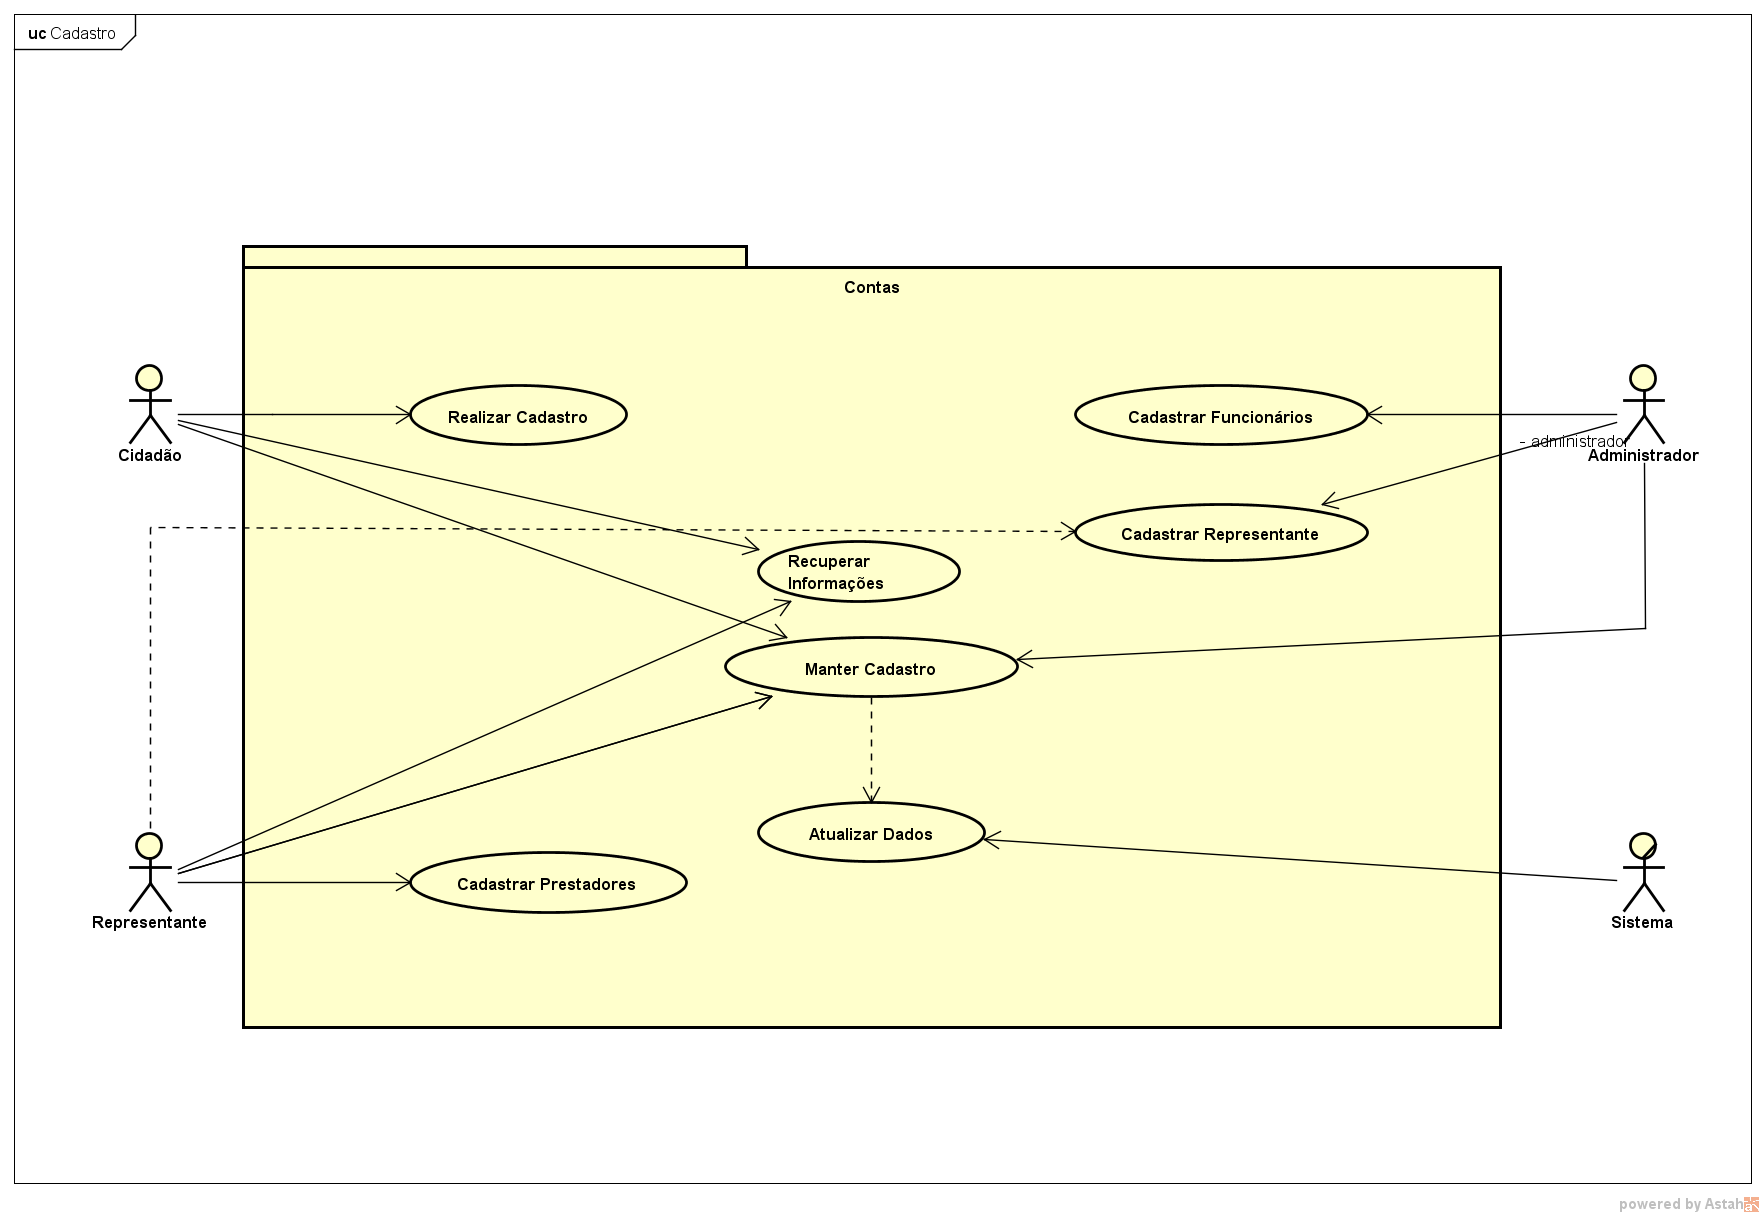 uc Cadastro
Contas
Cidadão
Realizar Cadastro
Cadastrar Funcionários
- administrador
Administrador
Cadastrar Representante
Recuperar
Informações
Manter Cadastro
Atualizar Dados
Cadastrar Prestadores
Representante
Sistema
powered by Astah